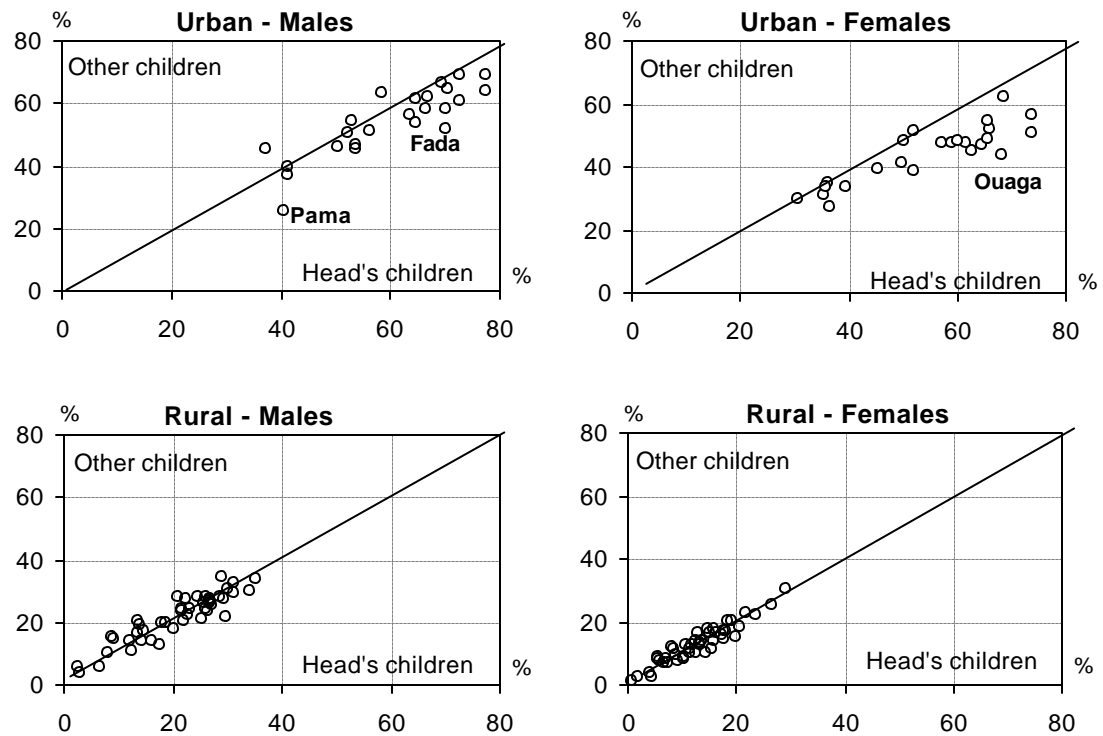 % Urban - Males
80
Other children
60
Fada
40
Pama
20
Head's children %
0
0 20 40 60 80
% Urban - Females
80
Other children
60
40
Ouaga
20
Head's children %
0
0 20 40 60 80
% Rural - Males
80
Other children
60
40
20
Head's children %
0
0 20 40 60 80
% Rural - Females
80
Other children
60
40
20
Head's children %
0
0 20 40 60 80